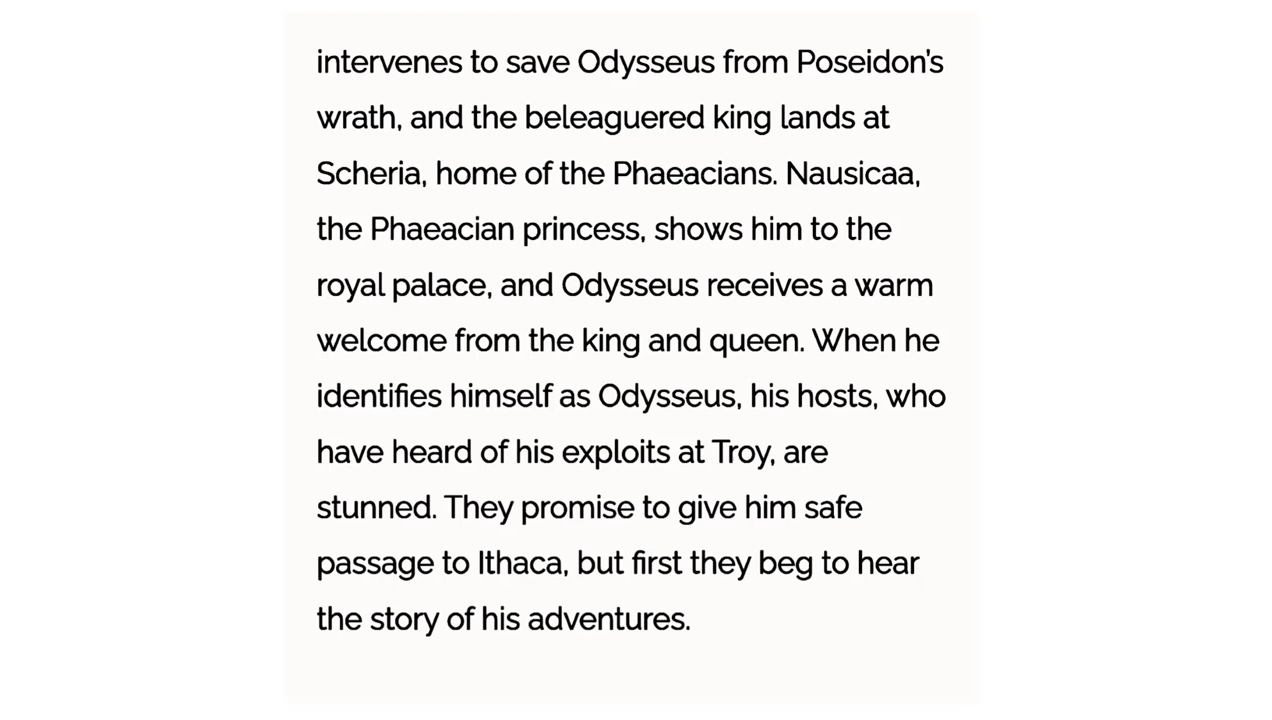 intervenes to save Odysseus from Poseidon’s
wrath, and the beleaguered king lands at
Scheria, home of the Phaeacians. Nausicaa,
the Phaeacian princess, shows him to the
royal palace, and Odysseus receives a warm
welcome from the king and queen. When he
identifies himself as Odysseus, his hosts, who
have heard of his exploits at Troy, are
stunned. They promise to give him safe
passage to Ithaca, but first they beg to hear
the story of his adventures.